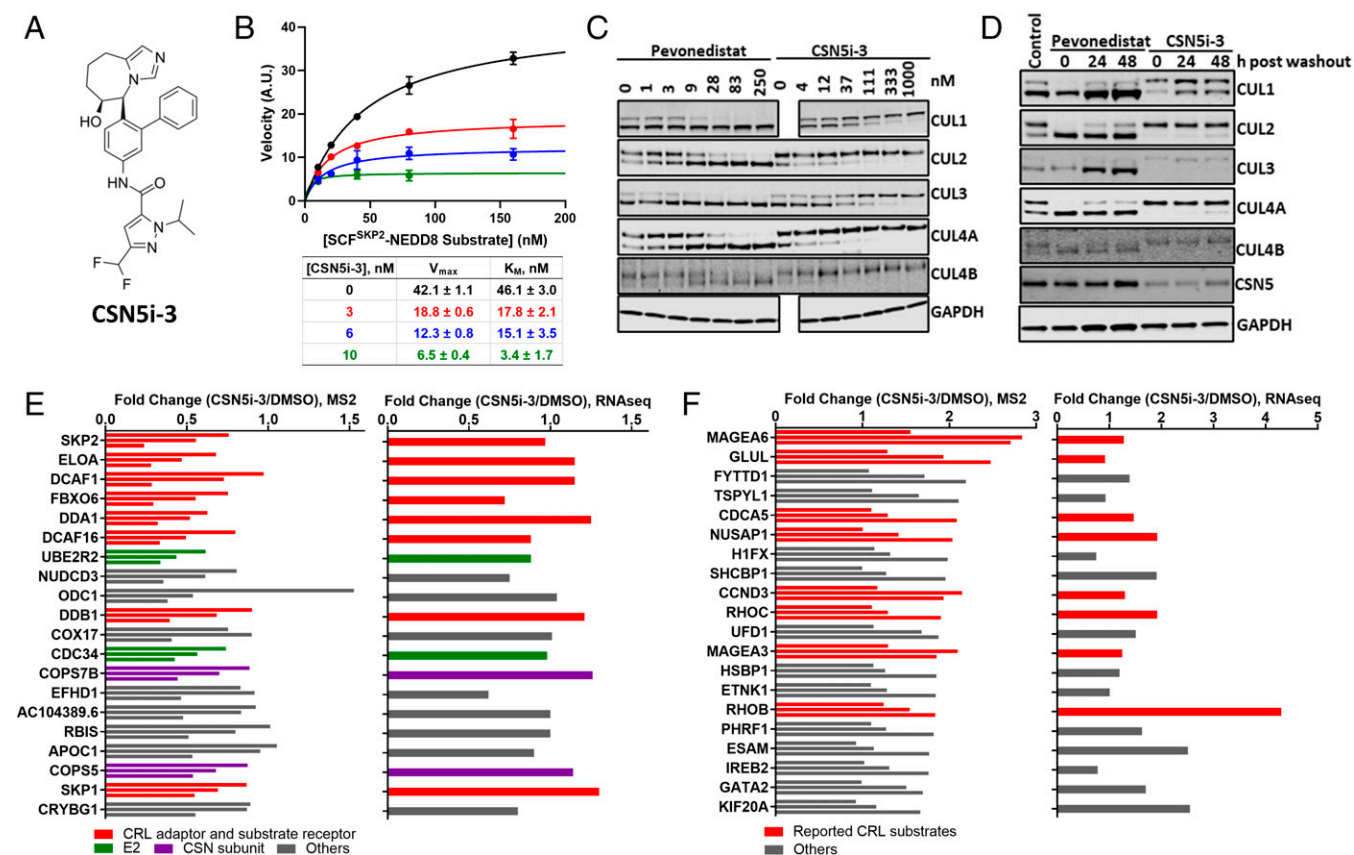 A
HO
N
N
NH
O
N
N
F
F
CSN5i-3
B
Velocity (A.U.)
40
30
20
10
0
0 50 100 150 200
[SCF^SKP2-NEDD8 Substrate] (nM)
[CSN5i-3], nM V_max K_M, nM
0 42.1 ± 1.1 46.1 ± 3.0
3 18.8 ± 0.6 17.8 ± 2.1
6 12.3 ± 0.8 15.1 ± 3.5
10 6.5 ± 0.4 3.4 ± 1.7
C
Pevonedistat CSN5i-3
0 1 3 9 28 83 250 0 4 12 37 111 333 1000 nM
CUL1
CUL2
CUL3
CUL4A
CUL4B
GAPDH
D
Control Pevonedistat CSN5i-3
0 24 48 0 24 48 h post washout
CUL1
CUL2
CUL3
CUL4A
CUL4B
CSN5
GAPDH
E
Fold Change (CSN5i-3/DMSO), MS2
0.0 0.5 1.0 1.5
Fold Change (CSN5i-3/DMSO), RNAseq
0.0 0.5 1.0 1.5
SKP2
ELOA
DCAF1
FBXO6
DDA1
DCAF16
UBE2R2
NUDCD3
ODC1
DDB1
COX17
CDC34
COPS7B
EFHD1
AC104389.6
RBIS
APOC1
COPS5
SKP1
CRYBG1
CRL adaptor and substrate receptor
E2 CSN subunit Others
F
Fold Change (CSN5i-3/DMSO), MS2
0 1 2 3
Fold Change (CSN5i-3/DMSO), RNAseq
0 1 2 3 4 5
MAGEA6
GLUL
FYTTD1
TSPYL1
CDCA5
NUSAP1
H1FX
SHCBP1
CCND3
RHOC
UFD1
MAGEA3
HSBP1
ETNK1
RHOB
PHRF1
ESAM
IREB2
GATA2
KIF20A
Reported CRL substrates
Others